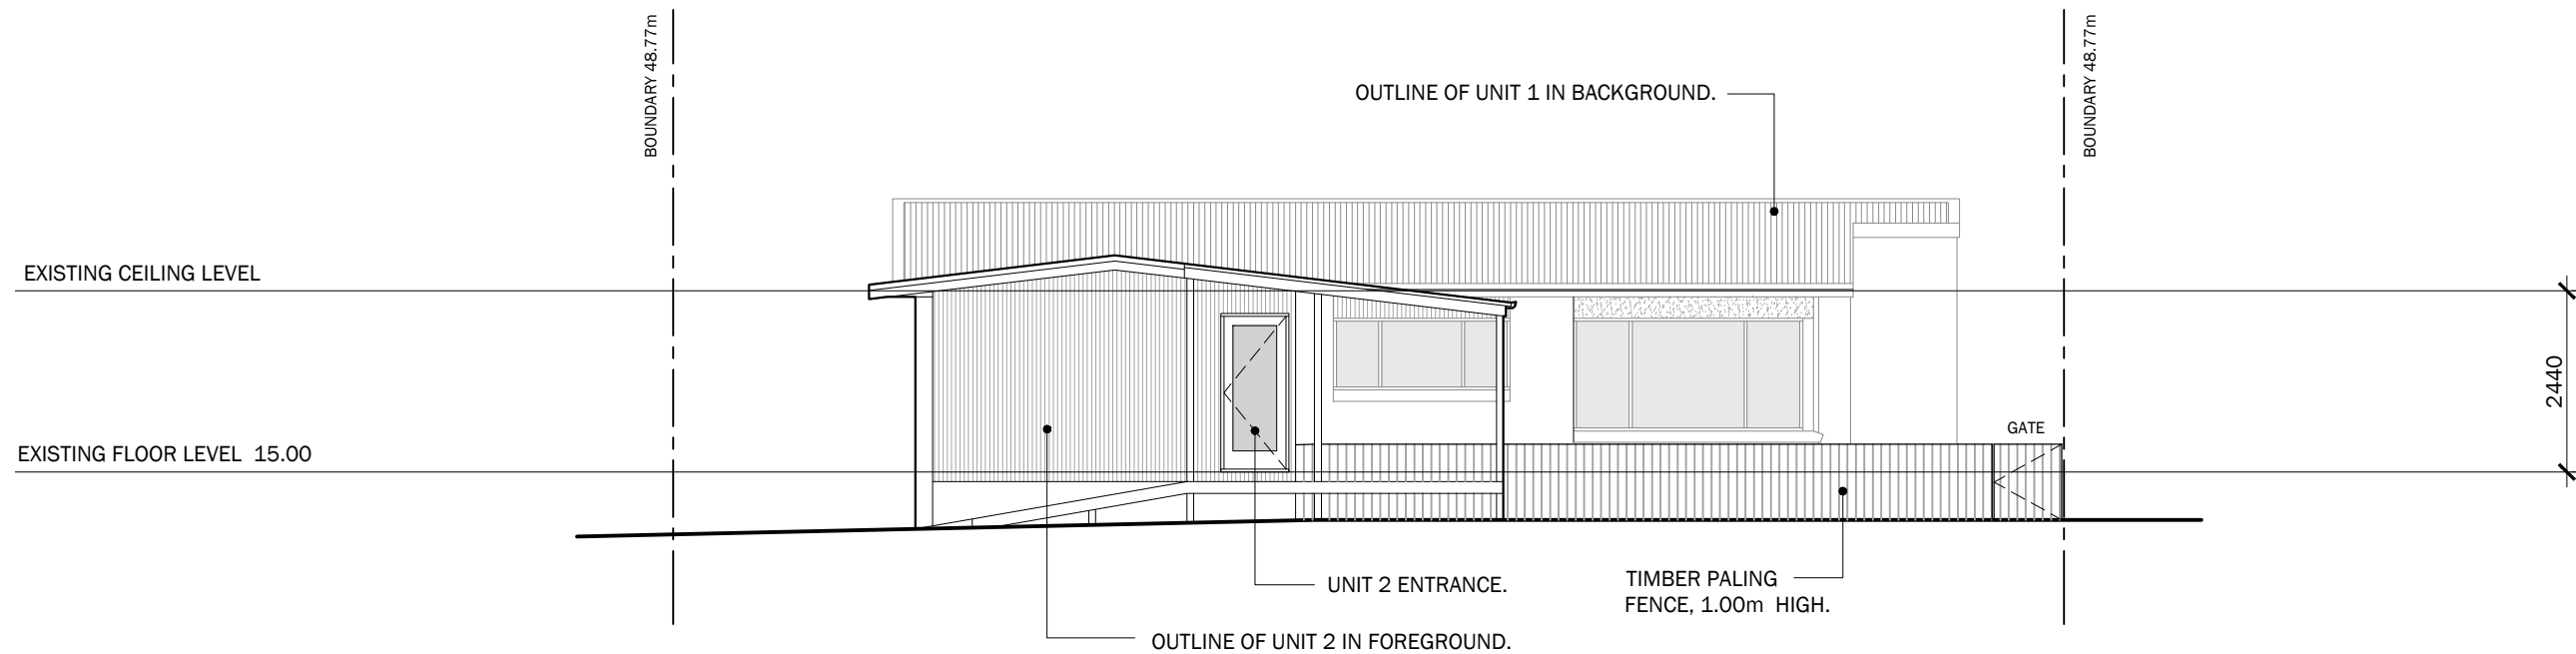 BOUNDARY 48.77m
BOUNDARY 48.77m
OUTLINE OF UNIT 1 IN BACKGROUND.
EXISTING CEILING LEVEL
2440
GATE
EXISTING FLOOR LEVEL 15.00
UNIT 2 ENTRANCE.
TIMBER PALING
FENCE, 1.00m HIGH.
OUTLINE OF UNIT 2 IN FOREGROUND.